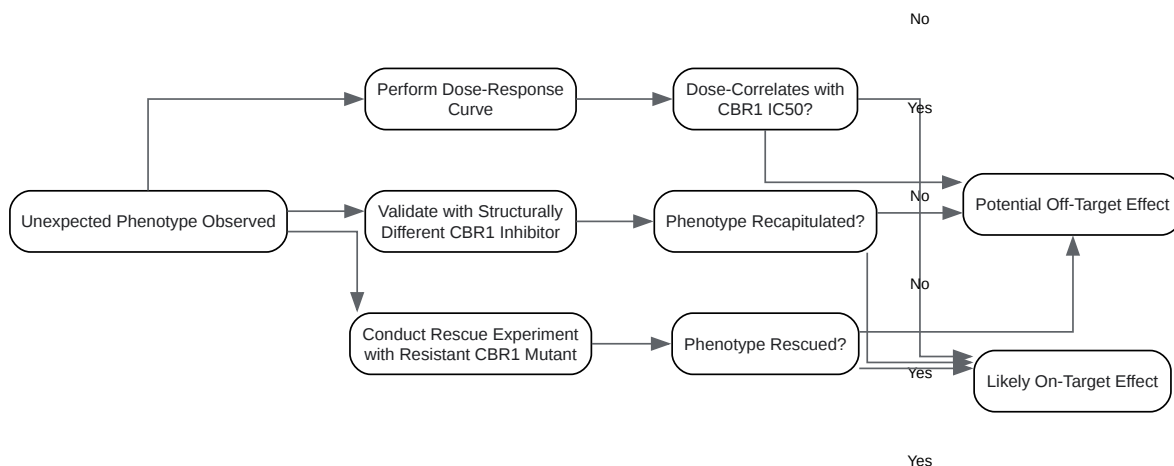 No
Perform Dose-Response
Curve
Dose-Correlates with
CBR1 IC50?
Yes
Unexpected Phenotype Observed
Validate with Structurally
Different CBR1 Inhibitor
Phenotype Recapitulated?
No
Potential Off-Target Effect
No
Conduct Rescue Experiment
with Resistant CBR1 Mutant
Phenotype Rescued?
Yes
Likely On-Target Effect
Yes